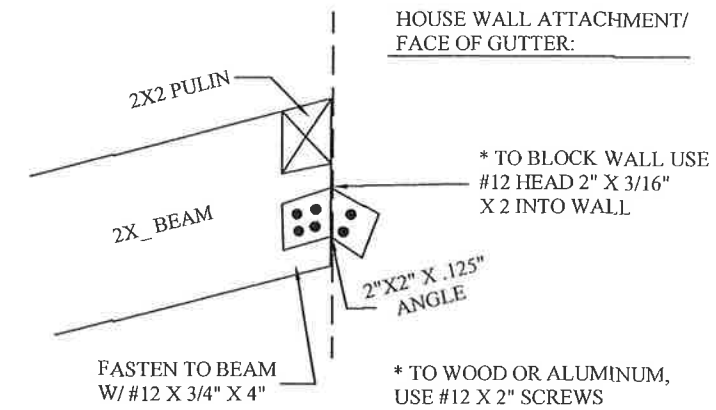 HOUSE WALL ATTACHMENT/
FACE OF GUTTER:
2X2 PULIN
* TO BLOCK WALL USE
#12 HEAD 2" X 3/16"
X 2 INTO WALL
2X_ BEAM
2"X2" X .125"
ANGLE
FASTEN TO BEAM
W/ #12 X 3/4" X 4"
* TO WOOD OR ALUMINUM,
USE #12 X 2" SCREWS